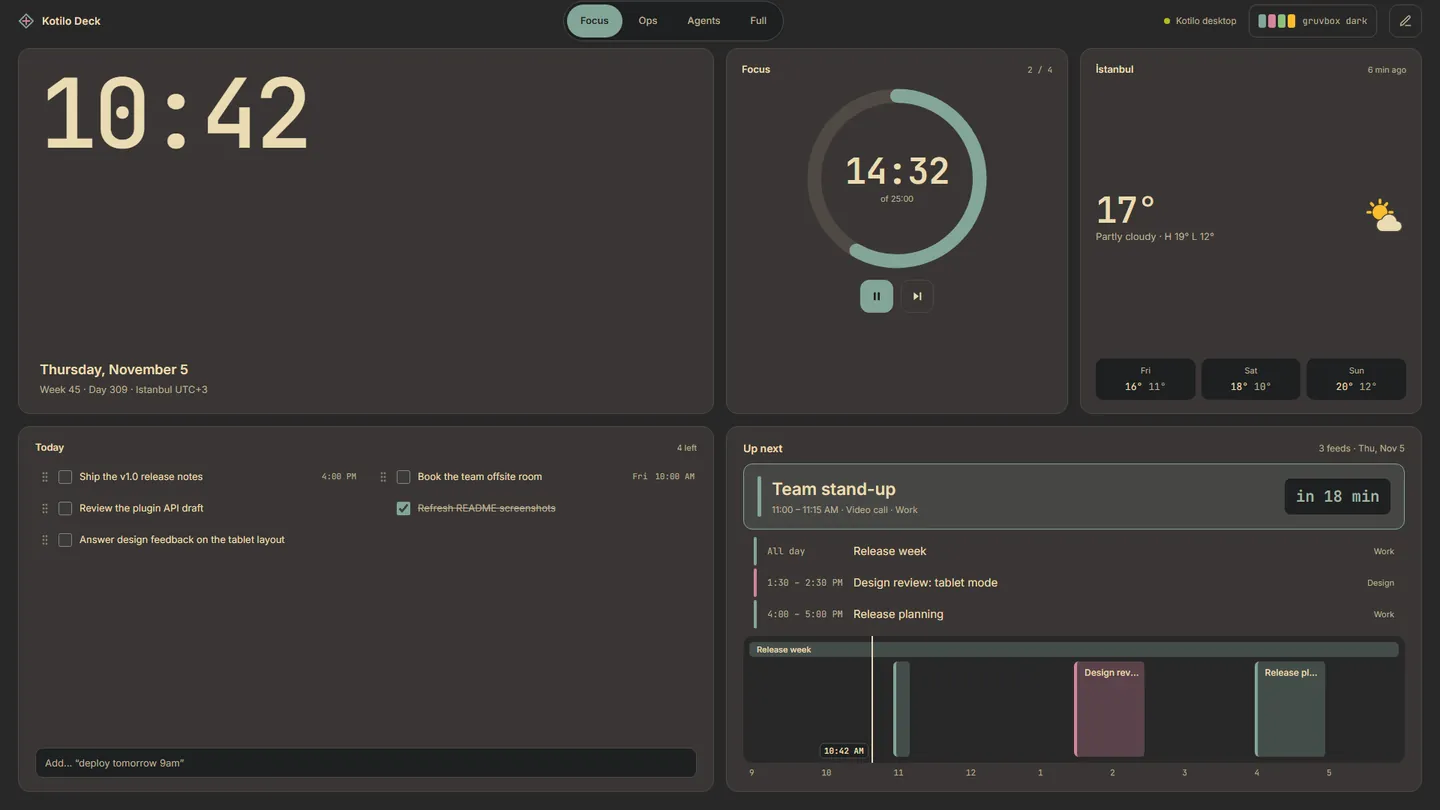 Kotilo Deck
Focus
Ops
Agents
Full
Kotilo desktop
gruvbox dark
10:42
Thursday, November 5
Week 45 · Day 309 · Istanbul UTC+3
Focus
2 / 4
14:32
of 25:00
İstanbul
6 min ago
17°
Partly cloudy · H 19° L 12°
Fri
16° 11°
Sat
18° 10°
Sun
20° 12°
Today
4 left
Ship the v1.0 release notes
4:00 PM
Review the plugin API draft
Answer design feedback on the tablet layout
Book the team offsite room
Fri 10:00 AM
Refresh README screenshots
Add... “deploy tomorrow 9am”
Up next
3 feeds · Thu, Nov 5
Team stand-up
11:00 – 11:15 AM · Video call · Work
in 18 min
All day Release week Work
1:30 – 2:30 PM Design review: tablet mode Design
4:00 – 5:00 PM Release planning Work
Release week
Design rev...
Release pl...
10:42 AM
9 10 11 12 1 2 3 4 5